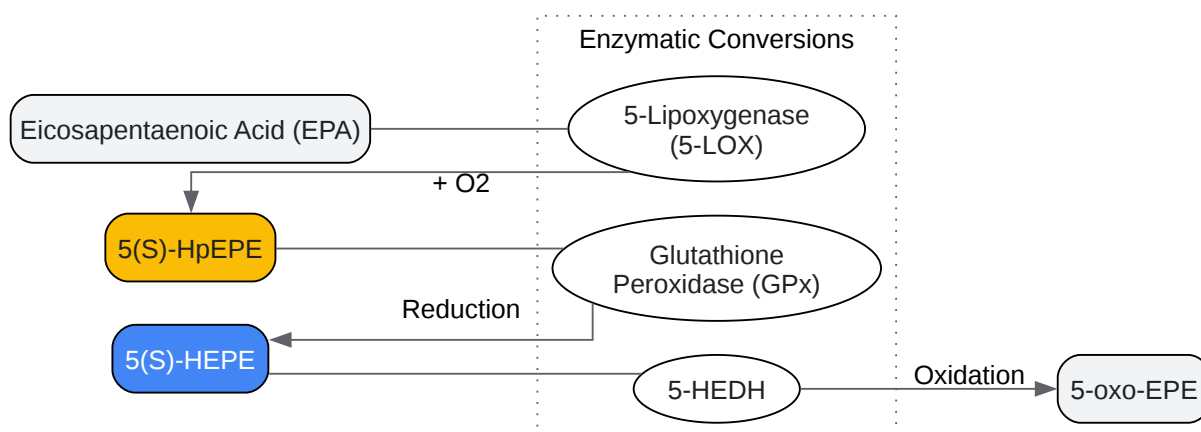 Enzymatic Conversions
Eicosapentaenoic Acid (EPA)
5-Lipoxygenase
(5-LOX)
+ O2
5(S)-HpEPE
Glutathione
Peroxidase (GPx)
Reduction
5(S)-HEPE
5-HEDH
Oxidation
5-oxo-EPE